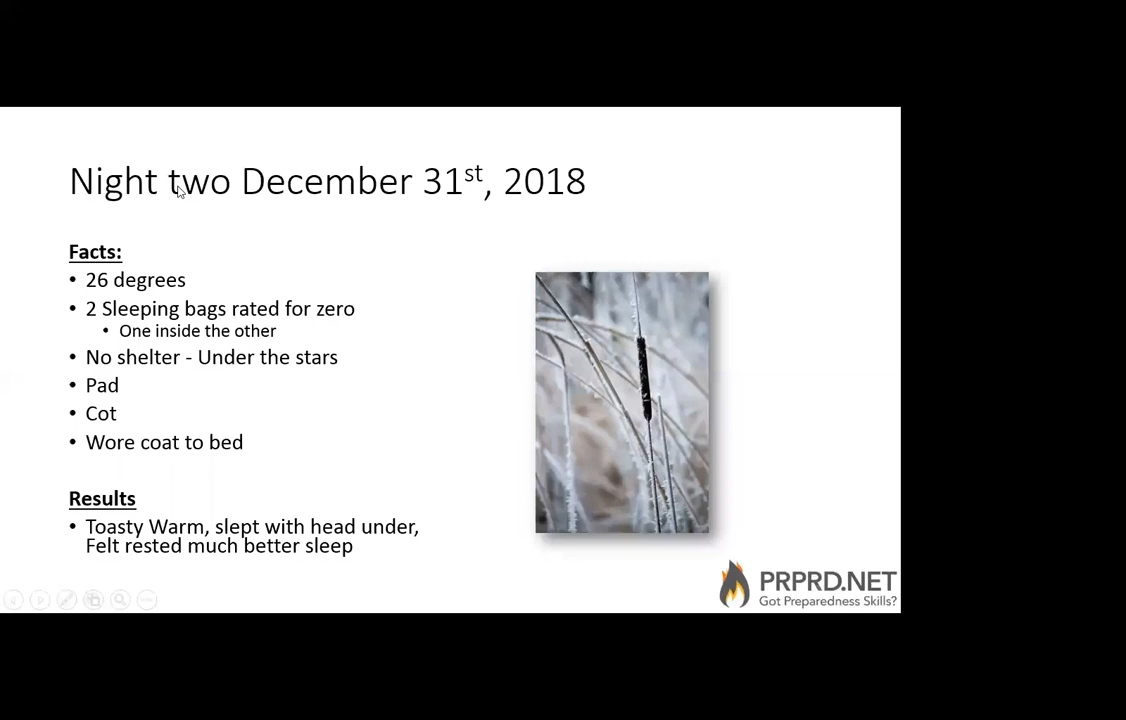 Night two December 31st, 2018
Facts:
• 26 degrees
• 2 Sleeping bags rated for zero
• One inside the other
• No shelter - Under the stars
• Pad
• Cot
• Wore coat to bed
Results
• Toasty Warm, slept with head under,
Felt rested much better sleep
PRPRD.NET
Got Preparedness Skills?